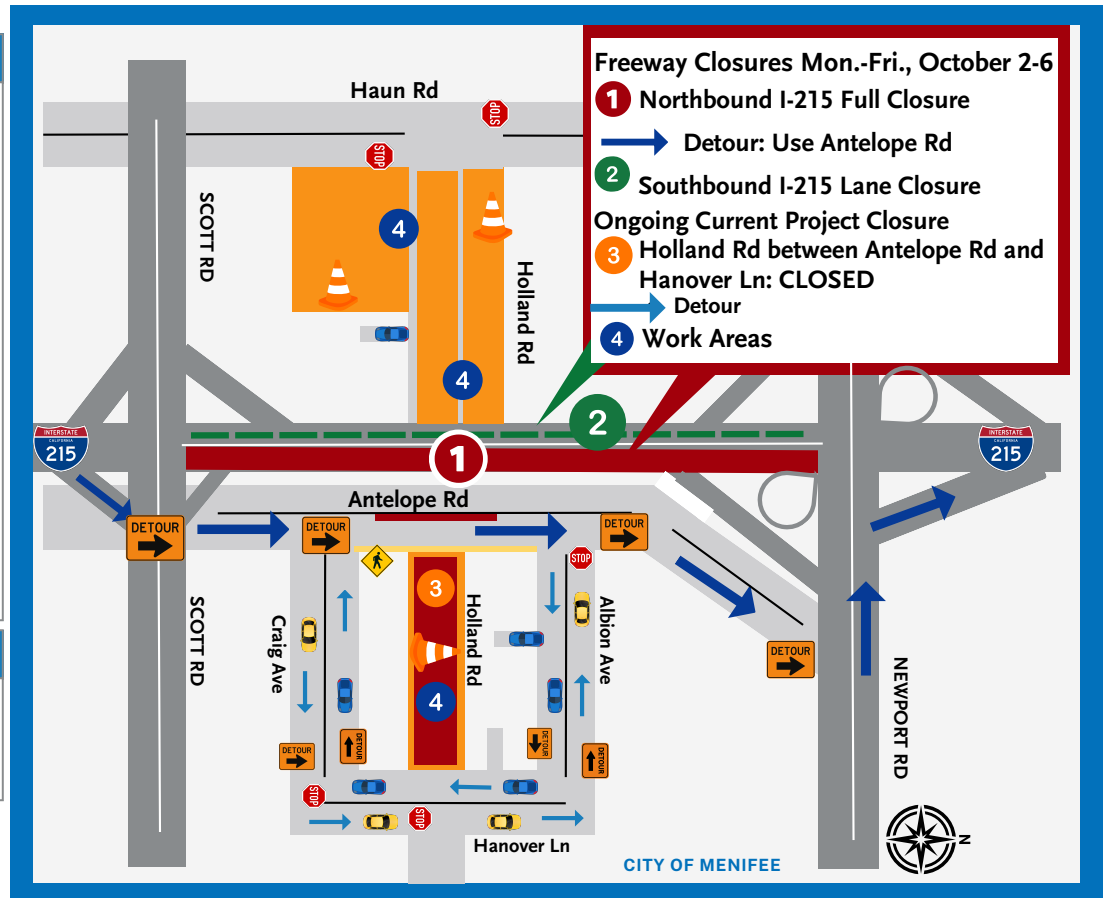 Freeway Closures Mon.-Fri., October 2-6
1 Northbound I-215 Full Closure
Detour: Use Antelope Rd
2 Southbound I-215 Lane Closure
Ongoing Current Project Closure
3 Holland Rd between Antelope Rd and
Hanover Ln: CLOSED
Detour
4 Work Areas
Haun Rd
STOP
STOP
SCOTT RD
4
Holland Rd
4
2
INTERSTATE
CALIFORNIA
215
1
INTERSTATE
CALIFORNIA
215
Antelope Rd
DETOUR
DETOUR
DETOUR
STOP
3
SCOTT RD
Craig Ave
Holland Rd
Albion Ave
DETOUR
4
NEWPORT RD
DETOUR
DETOUR
DETOUR
DETOUR
STOP
STOP
Hanover Ln
N
CITY OF MENIFEE